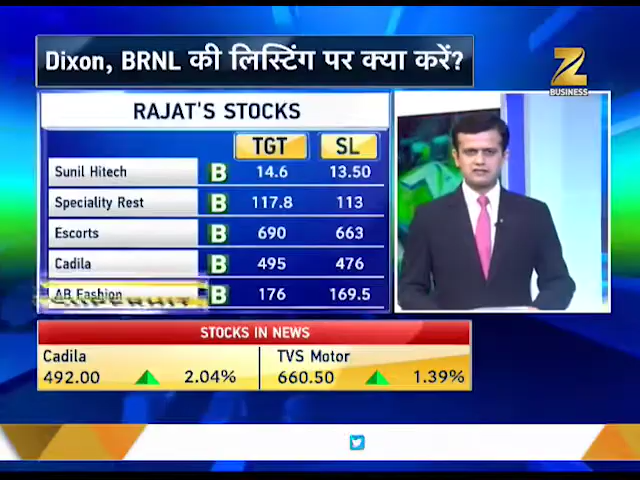 Dixon, BRNL की लिस्टिंग पर क्या करें?
Z
BUSINESS
RAJAT'S STOCKS
TGT SL
Sunil Hitech B 14.6 13.50
Speciality Rest B 117.8 113
Escorts B 690 663
Cadila B 495 476
AB Fashion B 176 169.5
SUPERHIT
STOCKS IN NEWS
Cadila TVS Motor
492.00 2.04% 660.50 1.39%